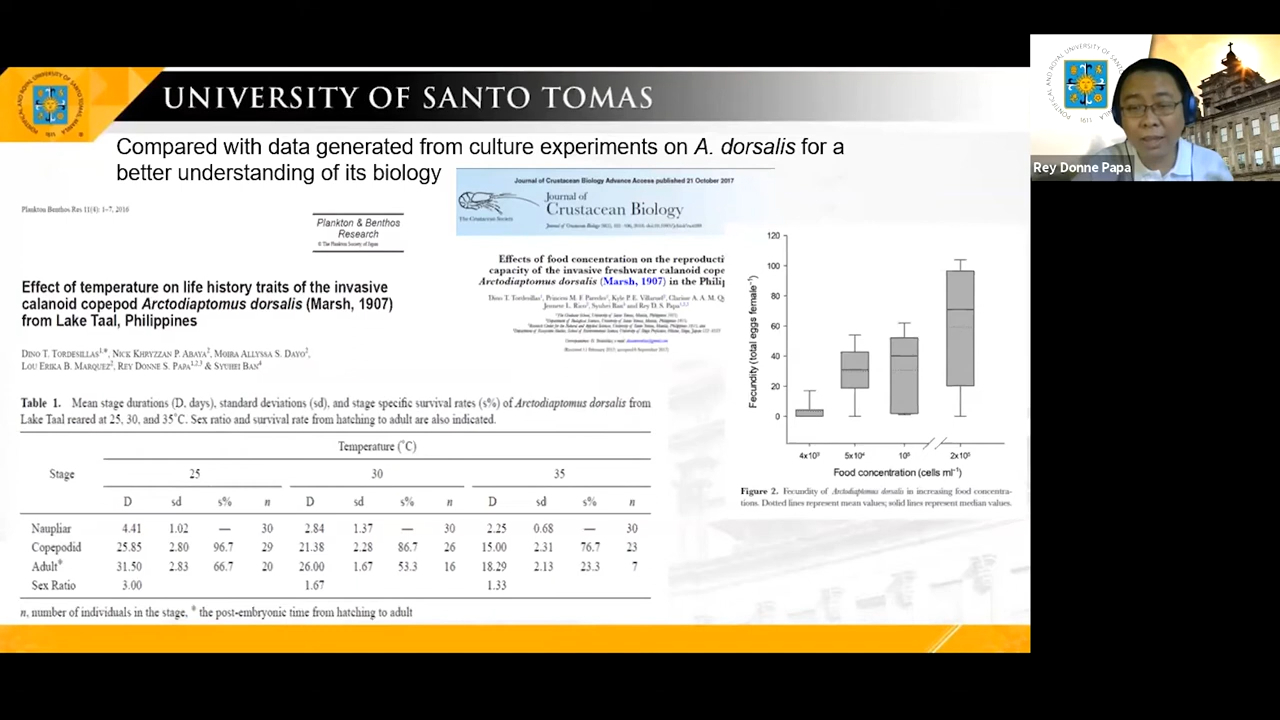 UNIVERSITY OF SANTO TOMAS
Compared with data generated from culture experiments on A. dorsalis for a
better understanding of its biology
Plankton Benthos Res 11(4): 1–7, 2016
Plankton & Benthos
Research
© The Plankton Society of Japan
Effect of temperature on life history traits of the invasive
calanoid copepod Arctodiaptomus dorsalis (Marsh, 1907)
from Lake Taal, Philippines
DINO T. TORDESILLAS1,*, NICK KHRYZZAN P. ABAYA2, MOIRA ALLYSSA S. DAYO2,
LOU ERIKA B. MARQUEZ2, REY DONNE S. PAPA1,2,3 & SYUHEI BAN4
Journal of Crustacean Biology Advance Access published 21 October 2017
The Crustacean Society
Journal of
Crustacean Biology
Effects of food concentration on the reproducti
capacity of the invasive freshwater calanoid cope
Arctodiaptomus dorsalis (Marsh, 1907) in the Philip
Table 1. Mean stage durations (D, days), standard deviations (sd), and stage specific survival rates (s%) of Arctodiaptomus dorsalis from
Lake Taal reared at 25, 30, and 35°C. Sex ratio and survival rate from hatching to adult are also indicated.
Temperature (°C)
Stage 25 30 35
D sd s% n D sd s% n D sd s% n
Naupliar 4.41 1.02 — 30 2.84 1.37 — 30 2.25 0.68 — 30
Copepodid 25.85 2.80 96.7 29 21.38 2.28 86.7 26 15.00 2.31 76.7 23
Adult* 31.50 2.83 66.7 20 26.00 1.67 53.3 16 18.29 2.13 23.3 7
Sex Ratio 3.00 1.67 1.33
n, number of individuals in the stage, * the post-embryonic time from hatching to adult
Fecundity (total eggs female-1)
120
100
80
60
40
20
0
4x10³ 5x10⁴ 10⁵ 2x10⁵
Food concentration (cells ml-1)
Figure 2. Fecundity of Arctodiaptomus dorsalis in increasing food concentra-
tions. Dotted lines represent mean values; solid lines represent median values.
Rey Donne Papa